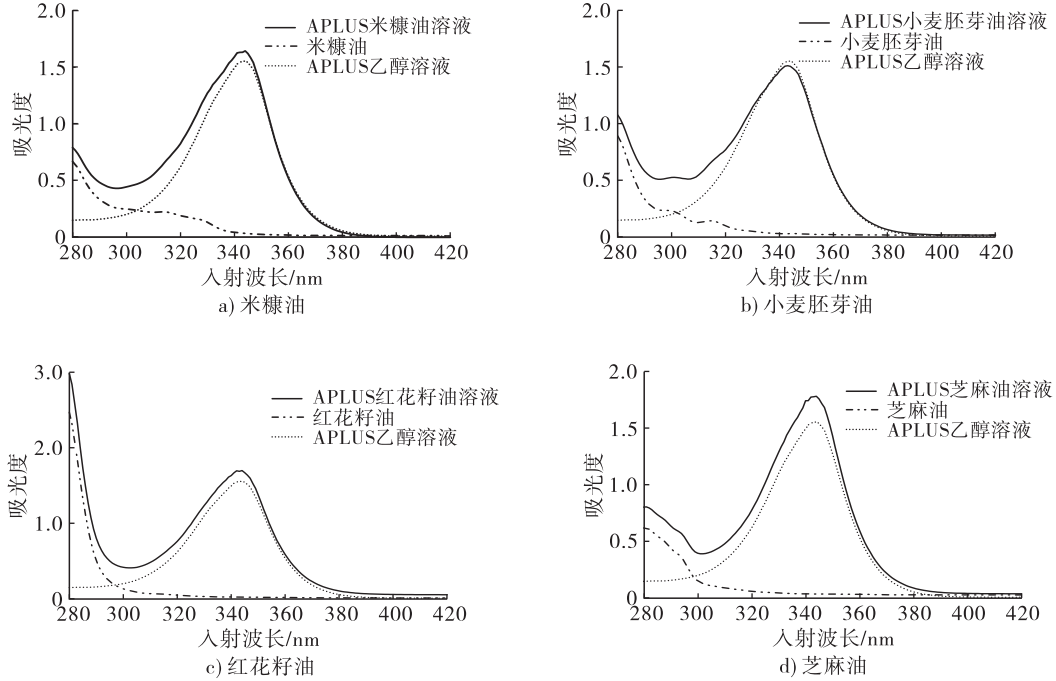 2.0
1.5
1.0
0.5
0
吸光度
APLUS米糠油溶液
米糠油
APLUS乙醇溶液
280 300 320 340 360 380 400 420
入射波长/nm
a) 米糠油
2.0
1.5
1.0
0.5
0
吸光度
APLUS小麦胚芽油溶液
小麦胚芽油
APLUS乙醇溶液
280 300 320 340 360 380 400 420
入射波长/nm
b) 小麦胚芽油
3.0
2.0
1.0
0
吸光度
APLUS红花籽油溶液
红花籽油
APLUS乙醇溶液
280 300 320 340 360 380 400 420
入射波长/nm
c) 红花籽油
2.0
1.5
1.0
0.5
0
吸光度
APLUS芝麻油溶液
芝麻油
APLUS乙醇溶液
280 300 320 340 360 380 400 420
入射波长/nm
d) 芝麻油